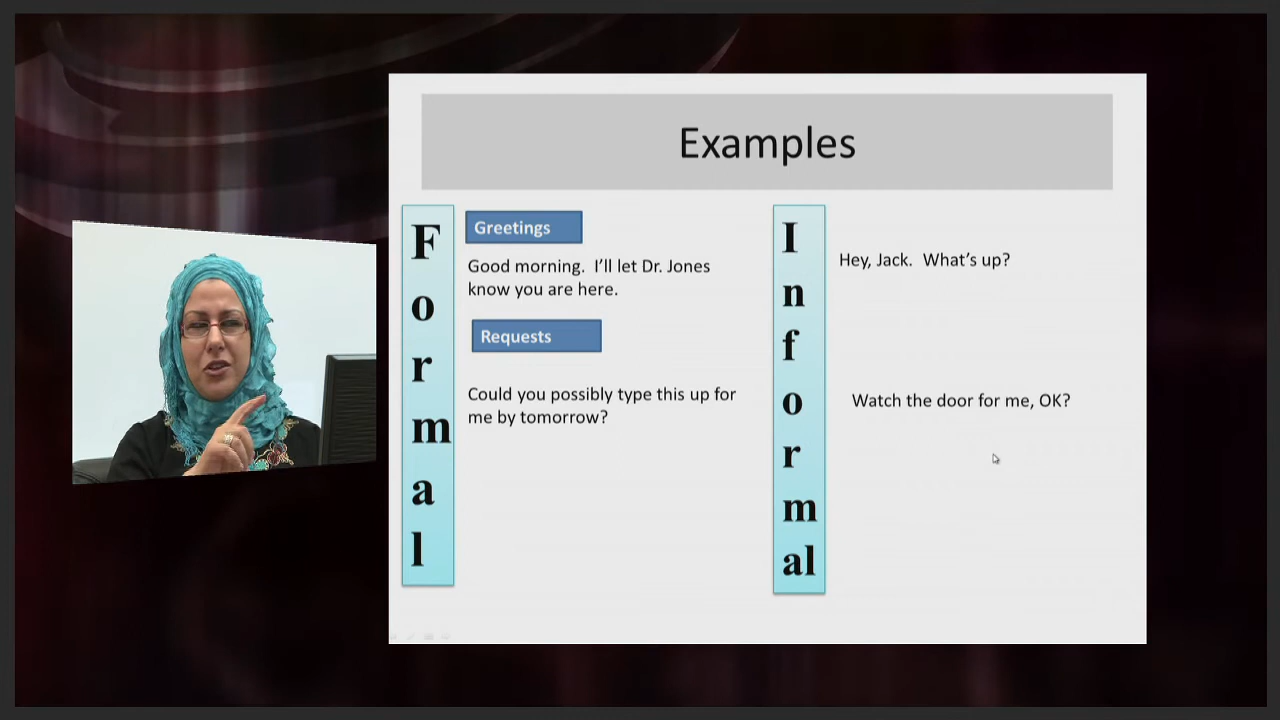 Examples
Formal
Greetings
Good morning.  I'll let Dr. Jones
know you are here.
Requests
Could you possibly type this up for
me by tomorrow?
Informal
Hey, Jack.  What's up?
Watch the door for me, OK?